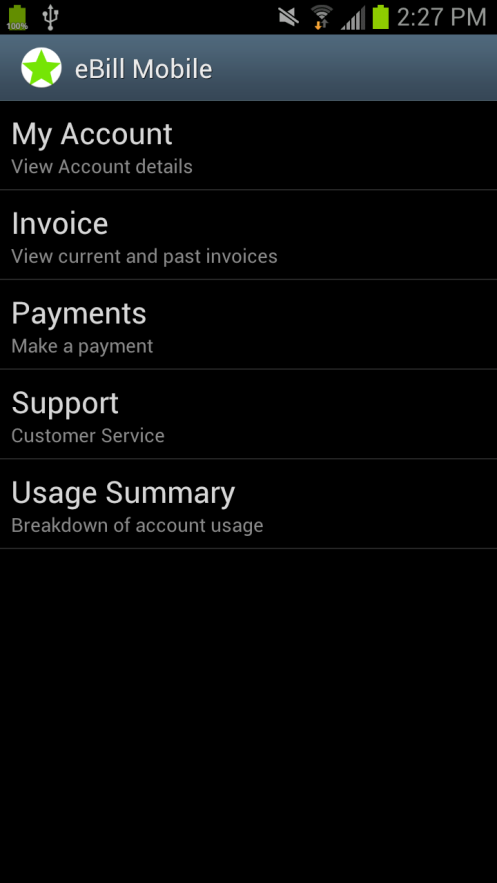 100%
2:27 PM
eBill Mobile
My Account
View Account details
Invoice
View current and past invoices
Payments
Make a payment
Support
Customer Service
Usage Summary
Breakdown of account usage